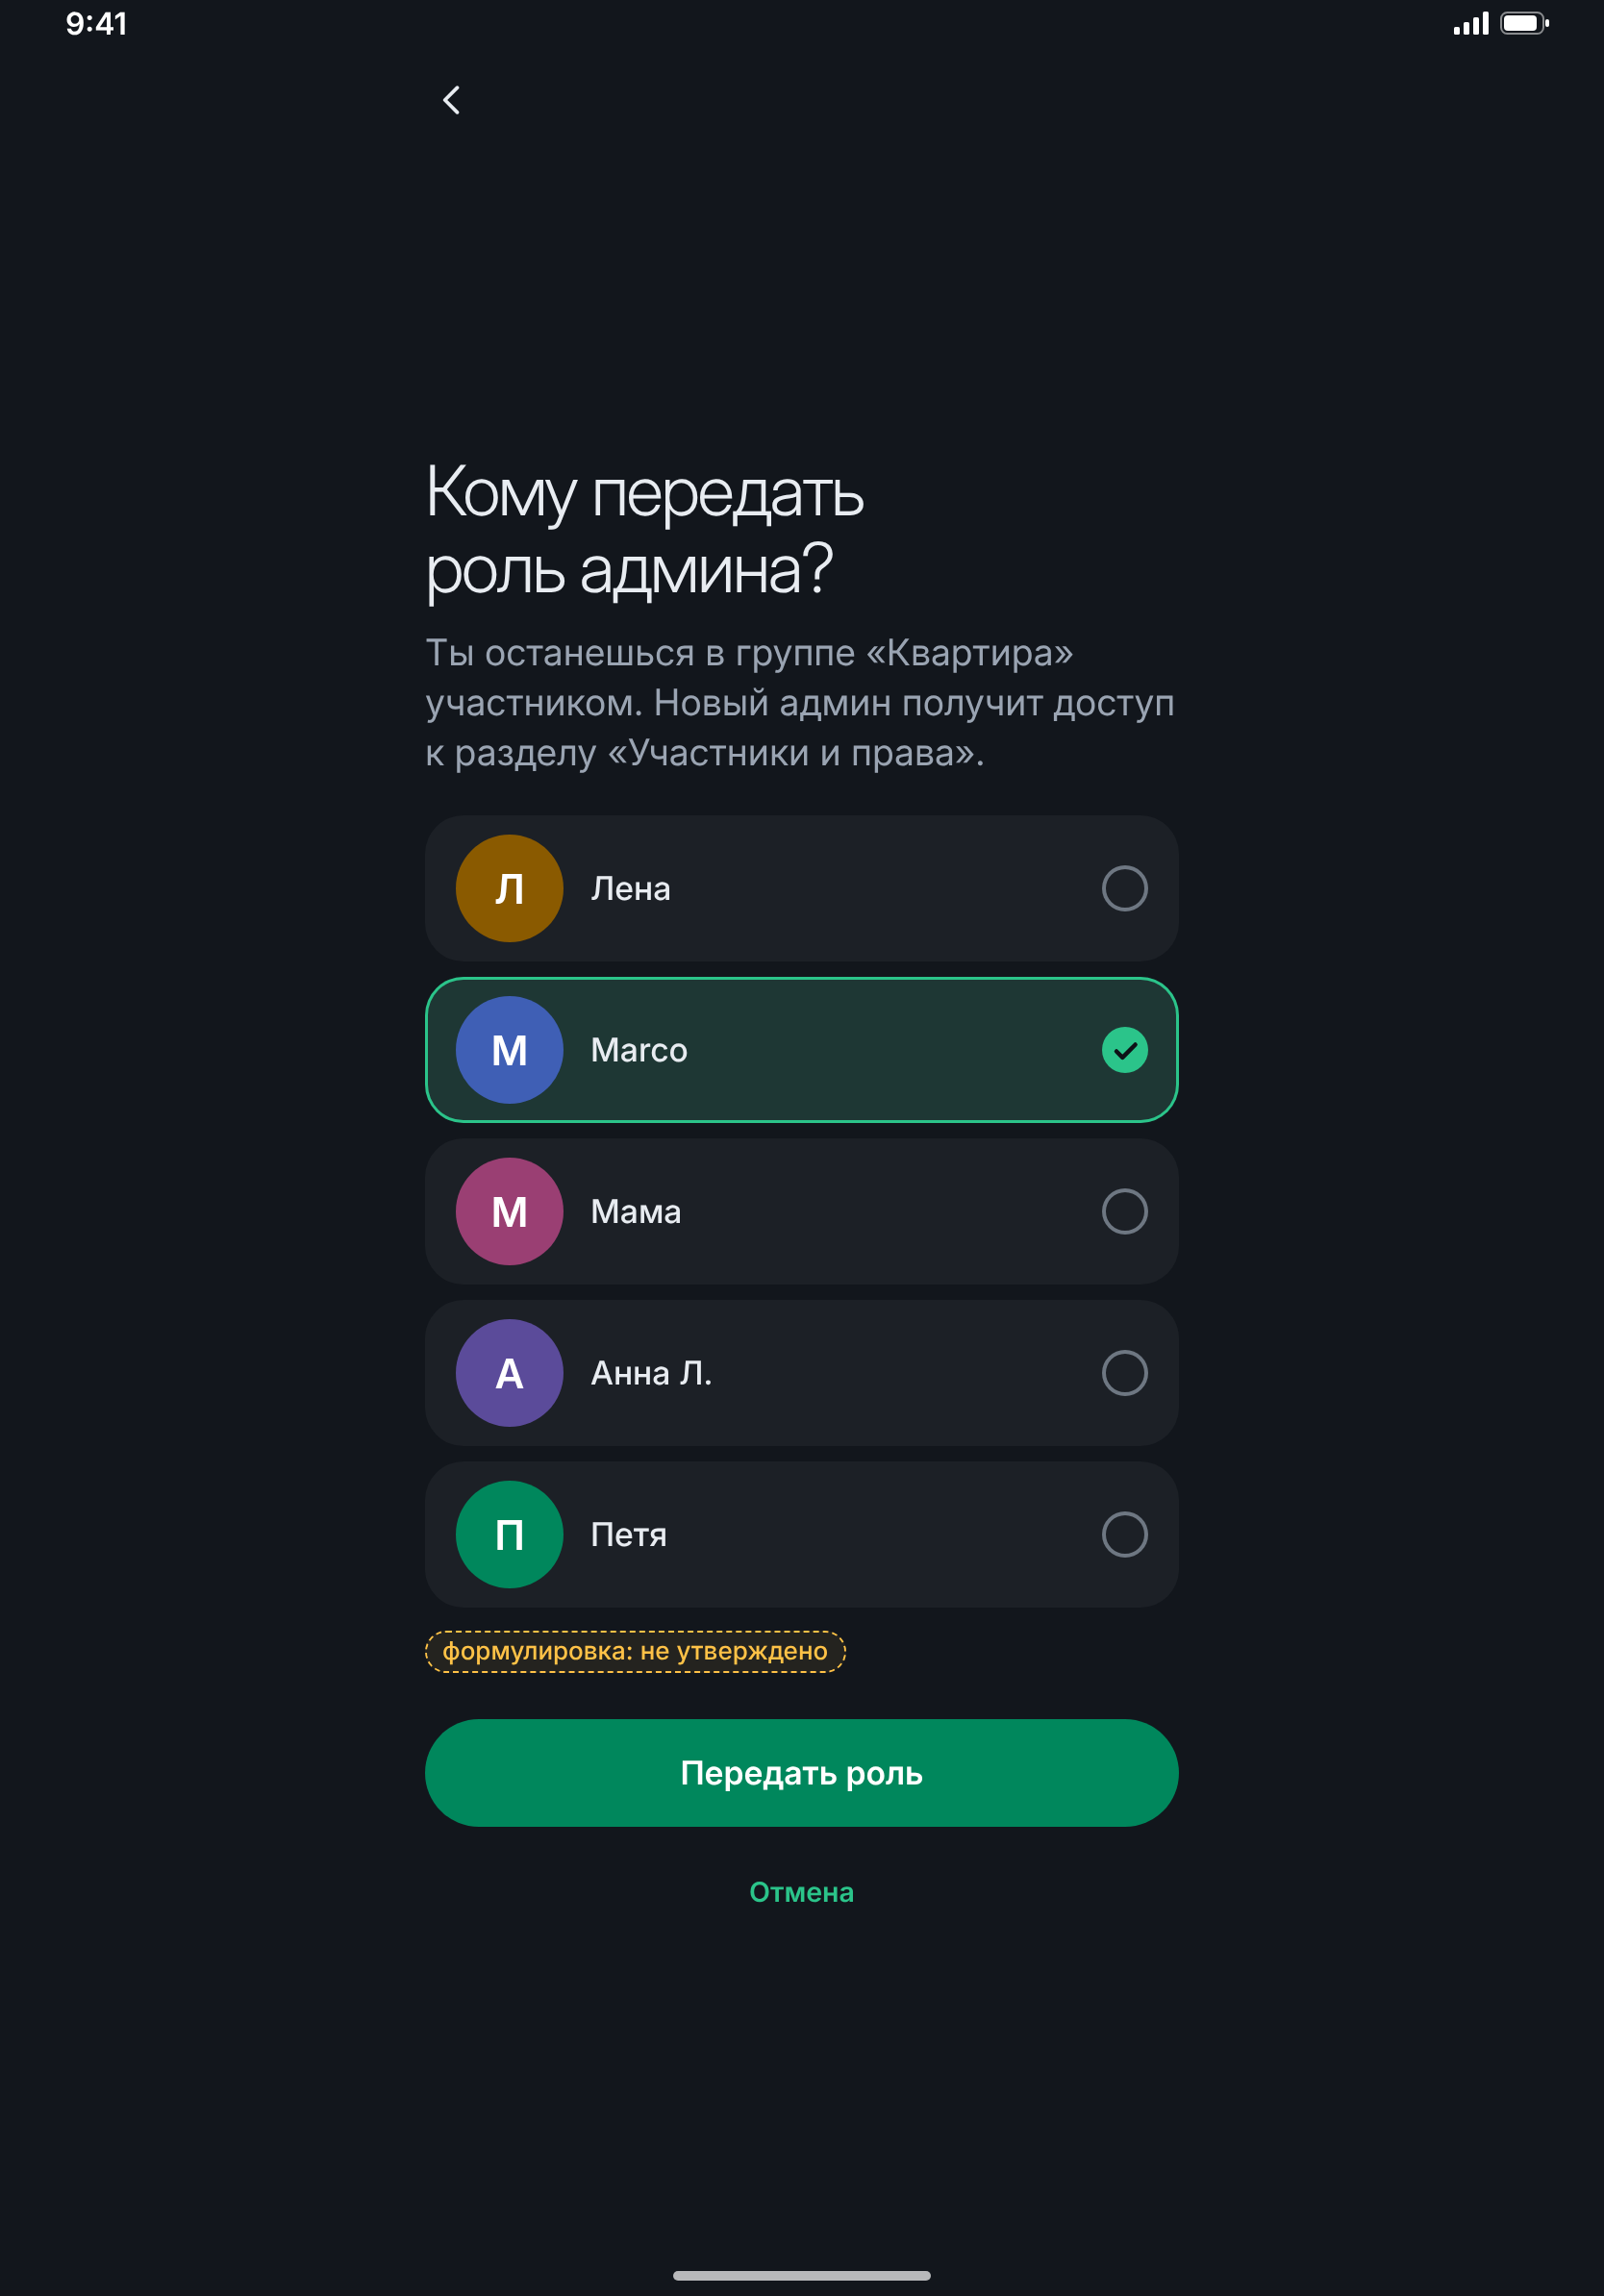 9:41
Кому передать
роль админа?
Ты останешься в группе «Квартира»
участником. Новый админ получит доступ
к разделу «Участники и права».
Л Лена
М Marco
М Мама
А Анна Л.
П Петя
формулировка: не утверждено
Передать роль
Отмена